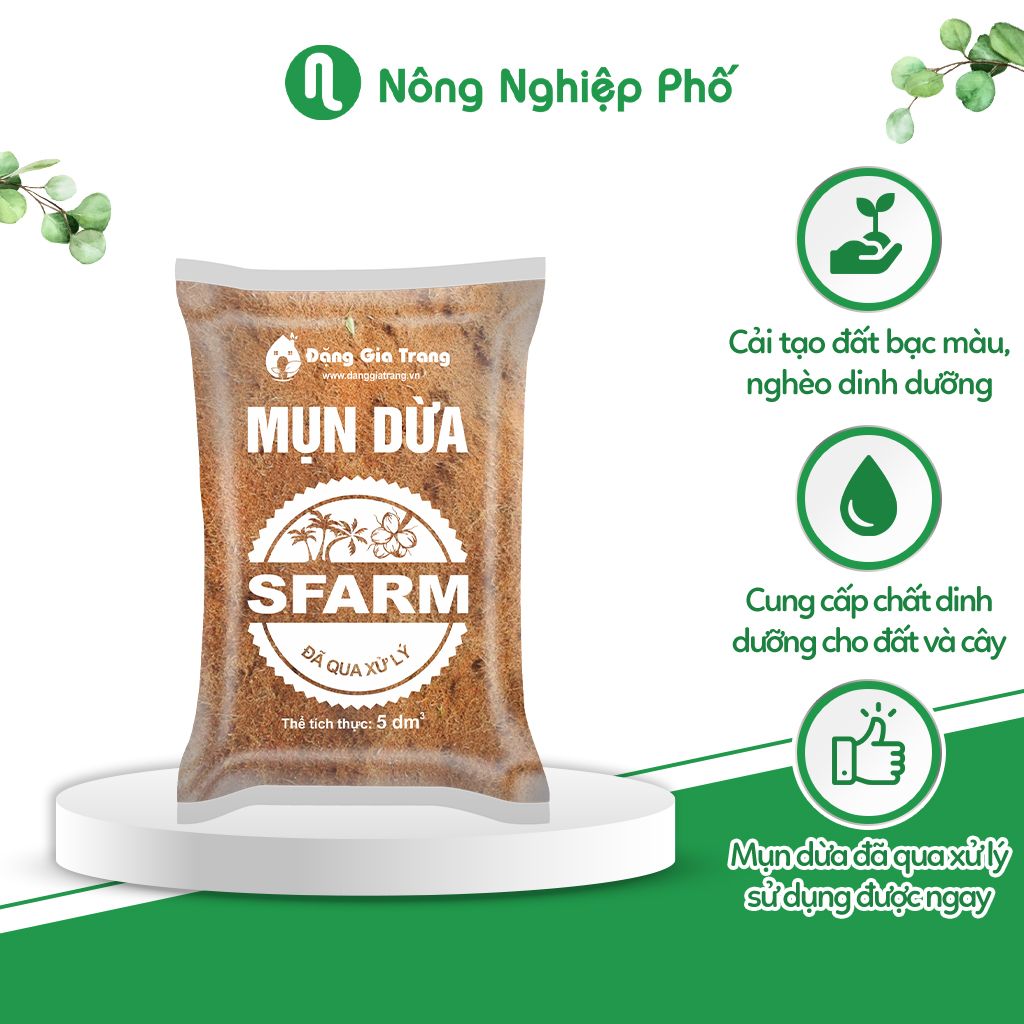 Nông Nghiệp Phố
Đặng Gia Trang
www.danggiatrang.vn
MỤN DỪA
SFARM
ĐÃ QUA XỬ LÝ
Thể tích thực: 5 dm³
Cải tạo đất bạc màu,
nghèo dinh dưỡng
Cung cấp chất dinh
dưỡng cho đất và cây
Mụn dừa đã qua xử lý
sử dụng được ngay